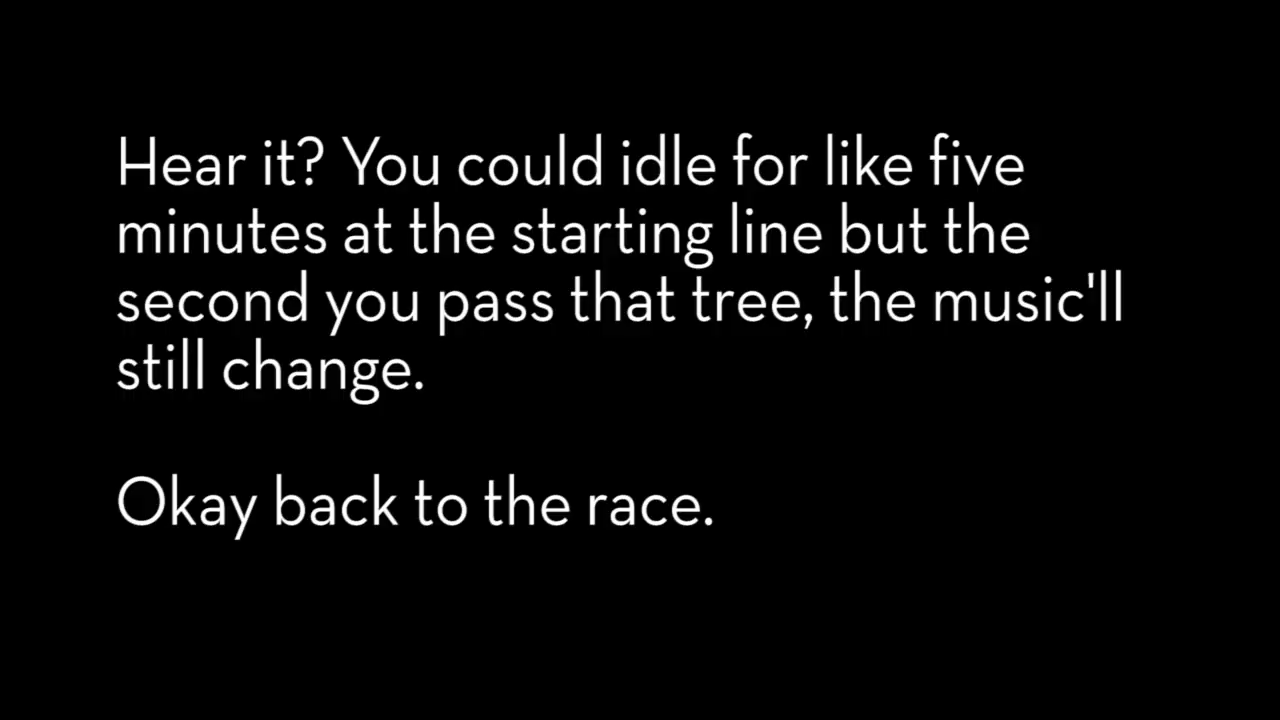 Hear it? You could idle for like five
minutes at the starting line but the
second you pass that tree, the music'll
still change.
Okay back to the race.